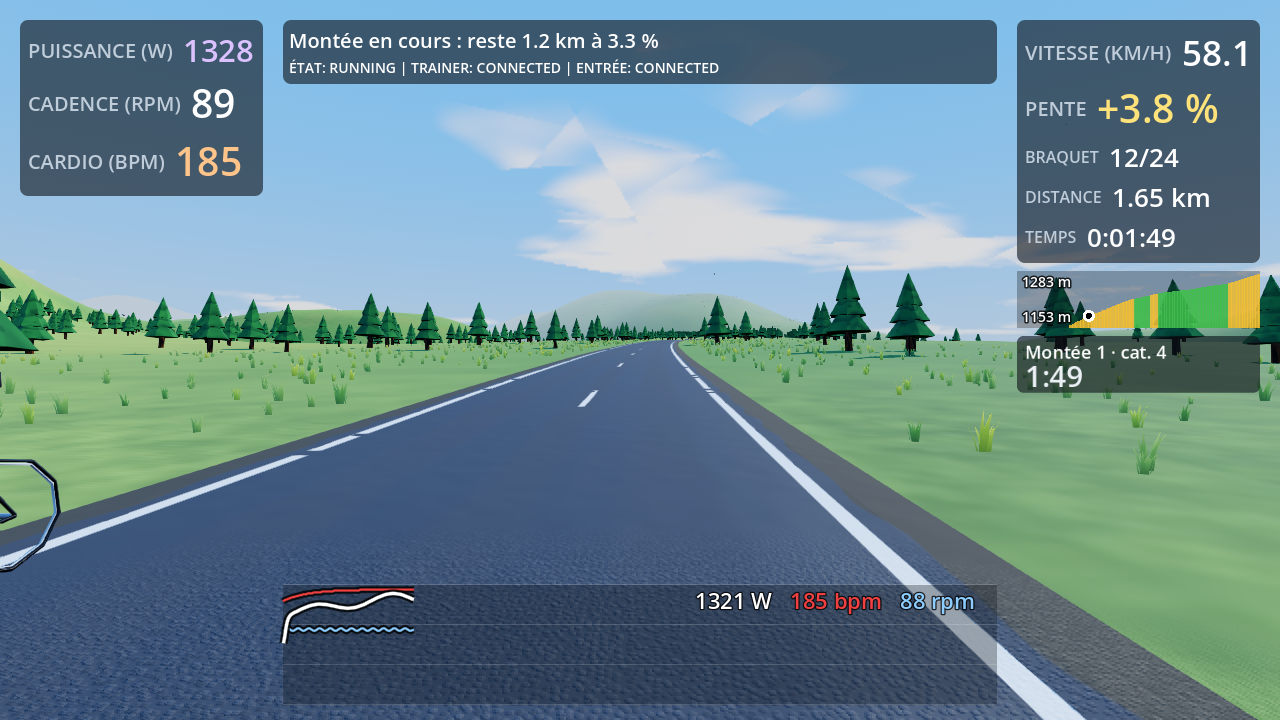 PUISSANCE (W) 1328
CADENCE (RPM) 89
CARDIO (BPM) 185
Montée en cours : reste 1.2 km à 3.3 %
ÉTAT: RUNNING | TRAINER: CONNECTED | ENTRÉE: CONNECTED
VITESSE (KM/H) 58.1
PENTE +3.8 %
BRAQUET 12/24
DISTANCE 1.65 km
TEMPS 0:01:49
1283 m
1153 m
Montée 1 · cat. 4
1:49
1321 W 185 bpm 88 rpm